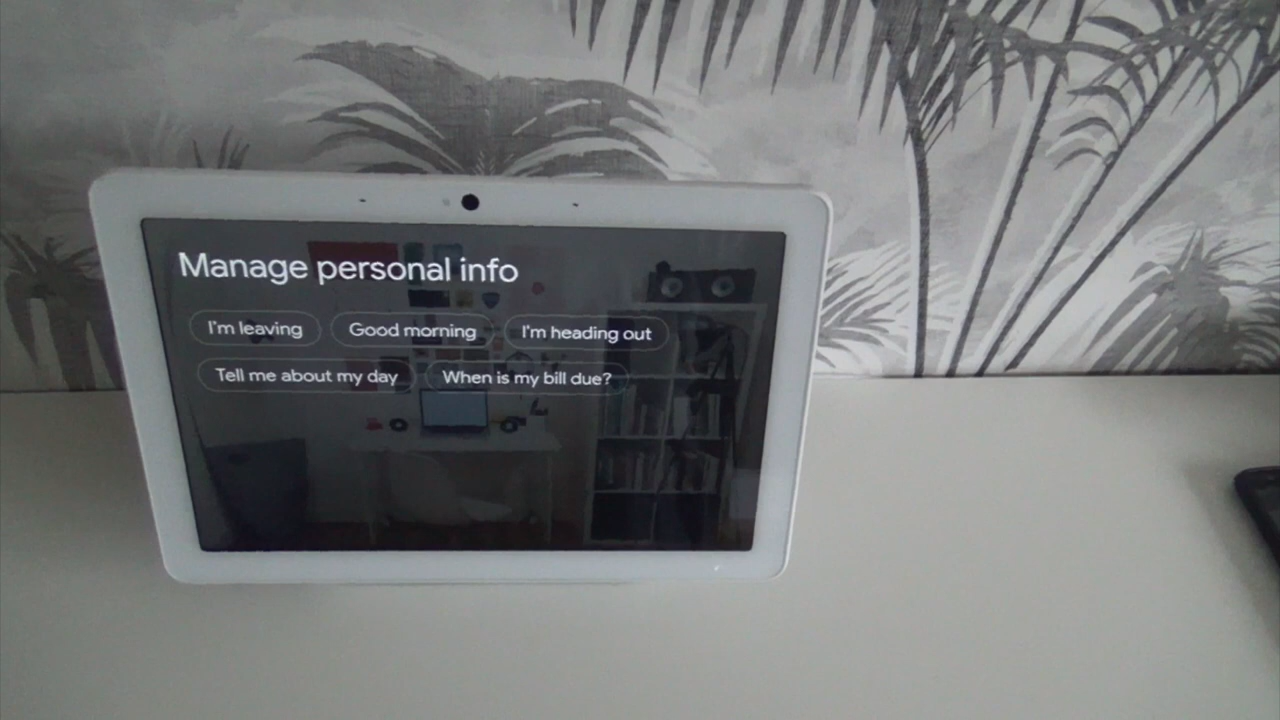 Manage personal info
I'm leaving Good morning I'm heading out
Tell me about my day When is my bill due?